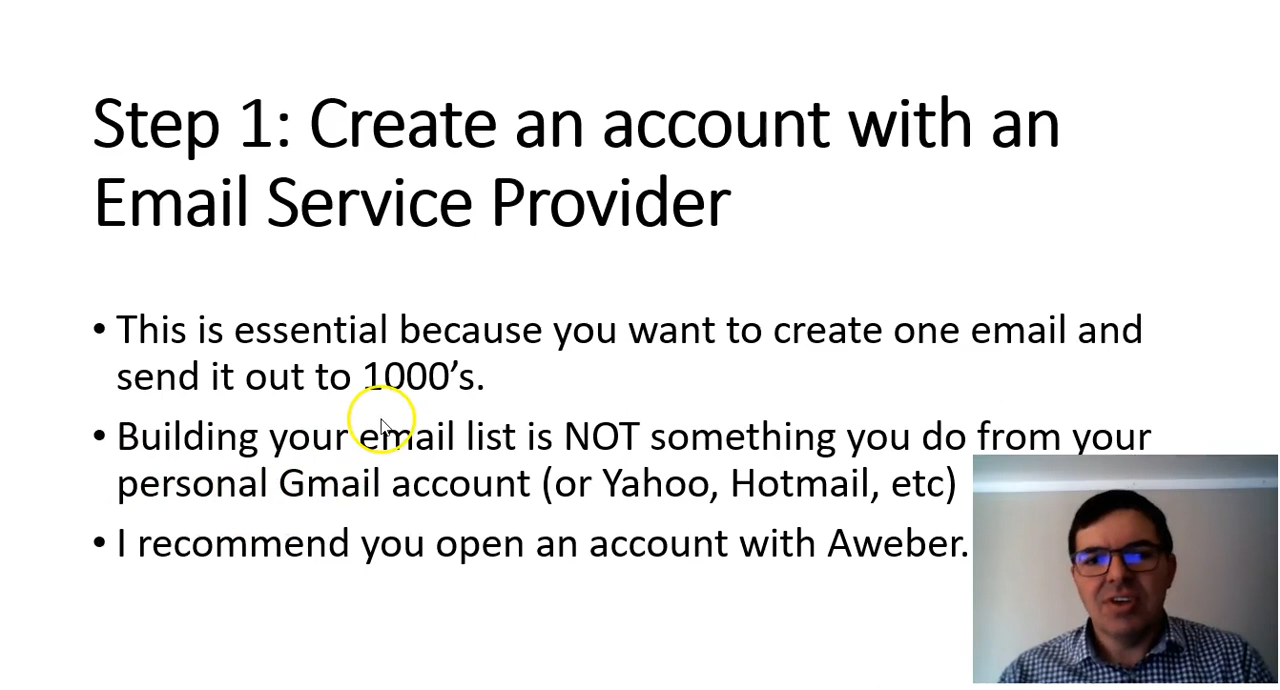 Step 1: Create an account with an
Email Service Provider
• This is essential because you want to create one email and
send it out to 1000’s.
• Building your email list is NOT something you do from your
personal Gmail account (or Yahoo, Hotmail, etc)
• I recommend you open an account with Aweber.